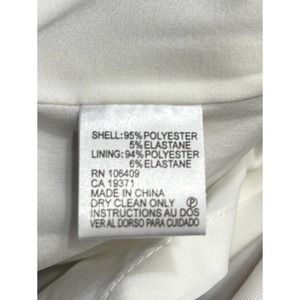 SHELL: 95% POLYESTER
5% ELASTANE
LINING: 94% POLYESTER
6% ELASTANE
RN 106409
CA 19371
MADE IN CHINA
DRY CLEAN ONLY Ⓟ
INSTRUCTIONS AU DOS
VER AL DORSO PARA CUIDADO